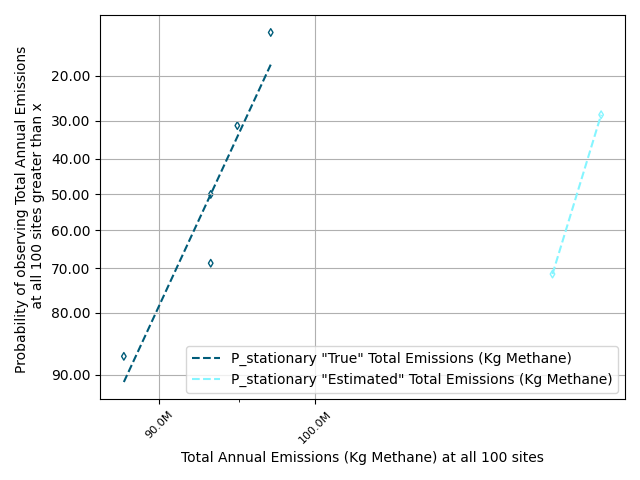 Probability of observing Total Annual Emissions
at all 100 sites greater than x
20.00
30.00
40.00
50.00
60.00
70.00
80.00
90.00
P_stationary "True" Total Emissions (Kg Methane)
P_stationary "Estimated" Total Emissions (Kg Methane)
90.0M
100.0M
Total Annual Emissions (Kg Methane) at all 100 sites